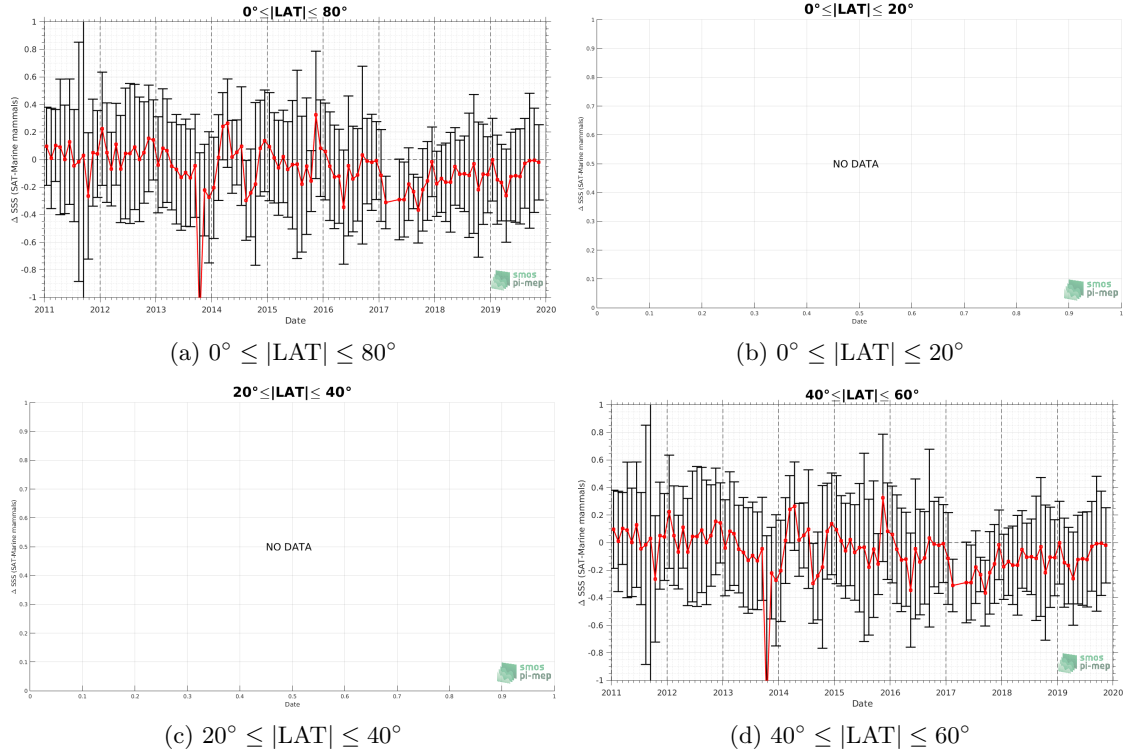 0°≤|LAT|≤ 80°
Δ SSS (SAT-Marine mammals)
1
0.8
0.6
0.4
0.2
0
-0.2
-0.4
-0.6
-0.8
-1
2011 2012 2013 2014 2015 2016 2017 2018 2019 2020
Date
smos
pi-mep
(a) 0° ≤ |LAT| ≤ 80°
0°≤|LAT|≤ 20°
Δ SSS (SAT-Marine mammals)
1
0.9
0.8
0.7
0.6
0.5
0.4
0.3
0.2
0.1
0
NO DATA
0 0.1 0.2 0.3 0.4 0.5 0.6 0.7 0.8 0.9 1
Date
smos
pi-mep
(b) 0° ≤ |LAT| ≤ 20°
20°≤|LAT|≤ 40°
Δ SSS (SAT-Marine mammals)
1
0.9
0.8
0.7
0.6
0.5
0.4
0.3
0.2
0.1
0
NO DATA
0 0.1 0.2 0.3 0.4 0.5 0.6 0.7 0.8 0.9 1
Date
smos
pi-mep
(c) 20° ≤ |LAT| ≤ 40°
40°≤|LAT|≤ 60°
Δ SSS (SAT-Marine mammals)
1
0.8
0.6
0.4
0.2
0
-0.2
-0.4
-0.6
-0.8
-1
2011 2012 2013 2014 2015 2016 2017 2018 2019 2020
Date
smos
pi-mep
(d) 40° ≤ |LAT| ≤ 60°